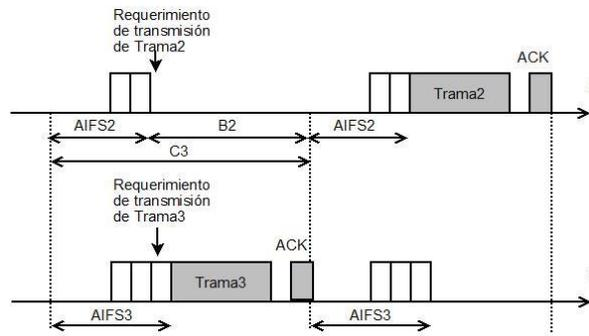 Requerimiento
de transmisión
de Trama2
ACK
Trama2
AIFS2
B2
AIFS2
C3
Requerimiento
de transmisión
de Trama3
ACK
Trama3
AIFS3
AIFS3